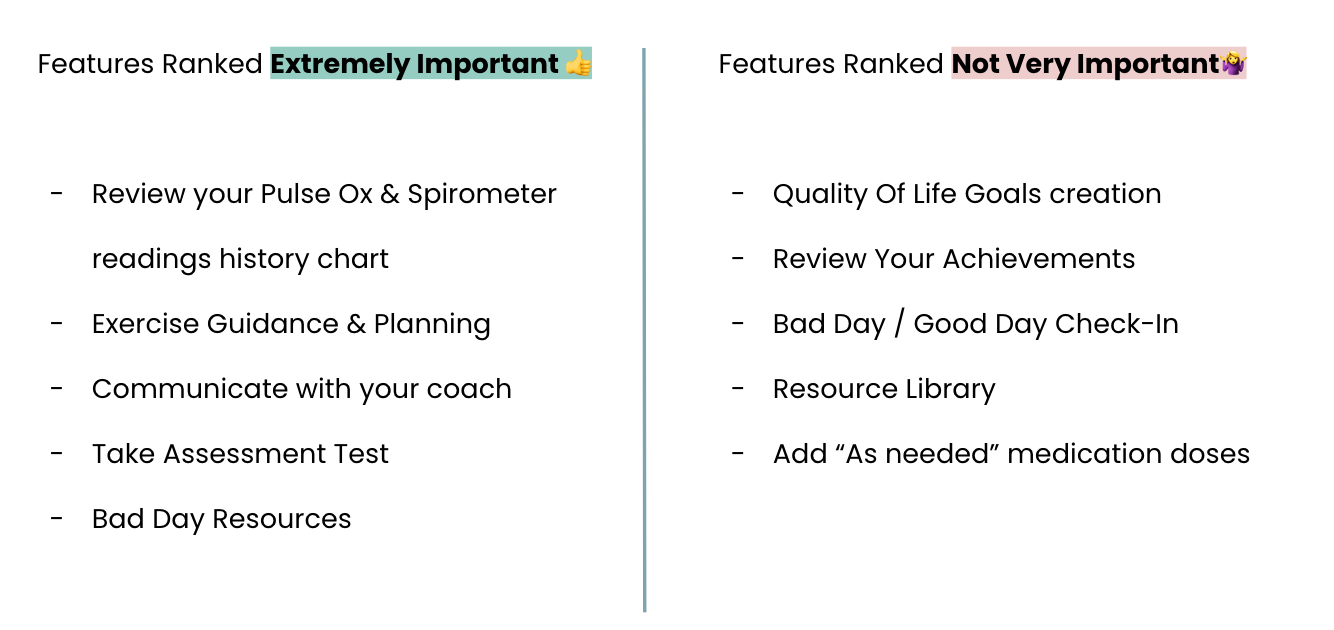 Features Ranked Extremely Important 👍
- Review your Pulse Ox & Spirometer
readings history chart
- Exercise Guidance & Planning
- Communicate with your coach
- Take Assessment Test
- Bad Day Resources
Features Ranked Not Very Important🤷‍♀️
- Quality Of Life Goals creation
- Review Your Achievements
- Bad Day / Good Day Check-In
- Resource Library
- Add “As needed” medication doses